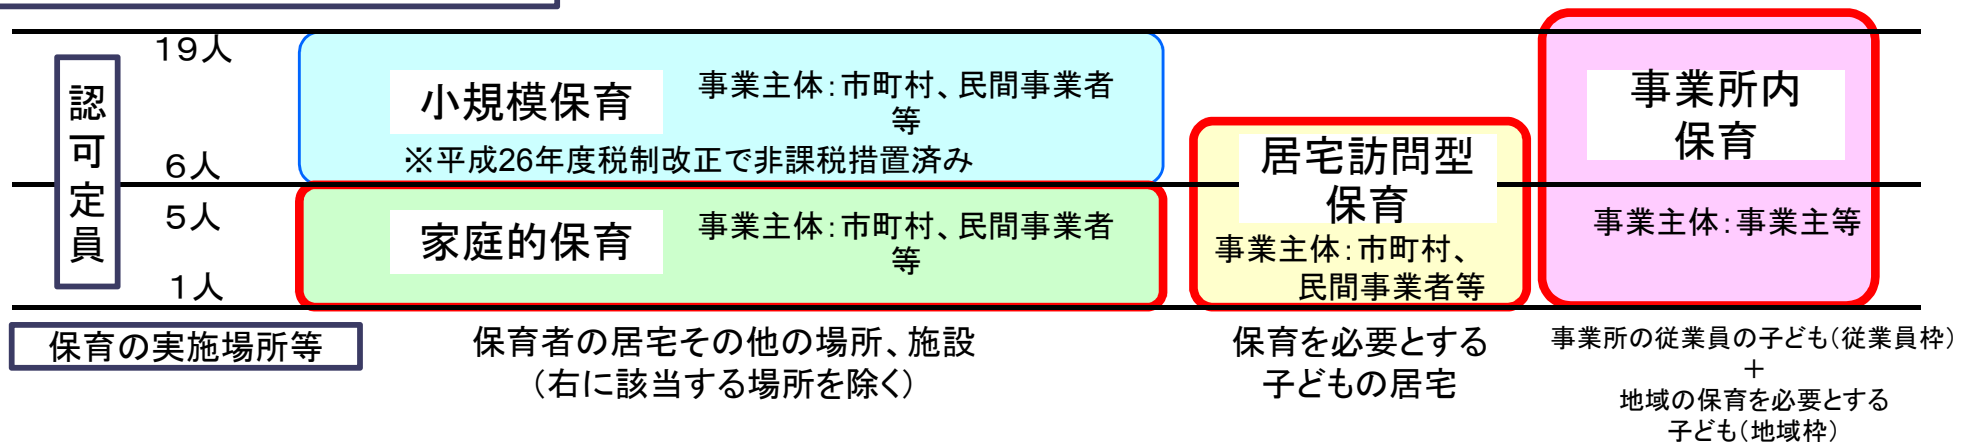 認可定員
19人
6人
5人
1人
小規模保育
事業主体：市町村、民間事業者
等
※平成26年度税制改正で非課税措置済み
家庭的保育
事業主体：市町村、民間事業者
等
居宅訪問型
保育
事業主体：市町村、
民間事業者等
事業所内
保育
事業主体：事業主等
保育の実施場所等
保育者の居宅その他の場所、施設
（右に該当する場所を除く）
保育を必要とする
子どもの居宅
事業所の従業員の子ども（従業員枠）
＋
地域の保育を必要とする
子ども（地域枠）